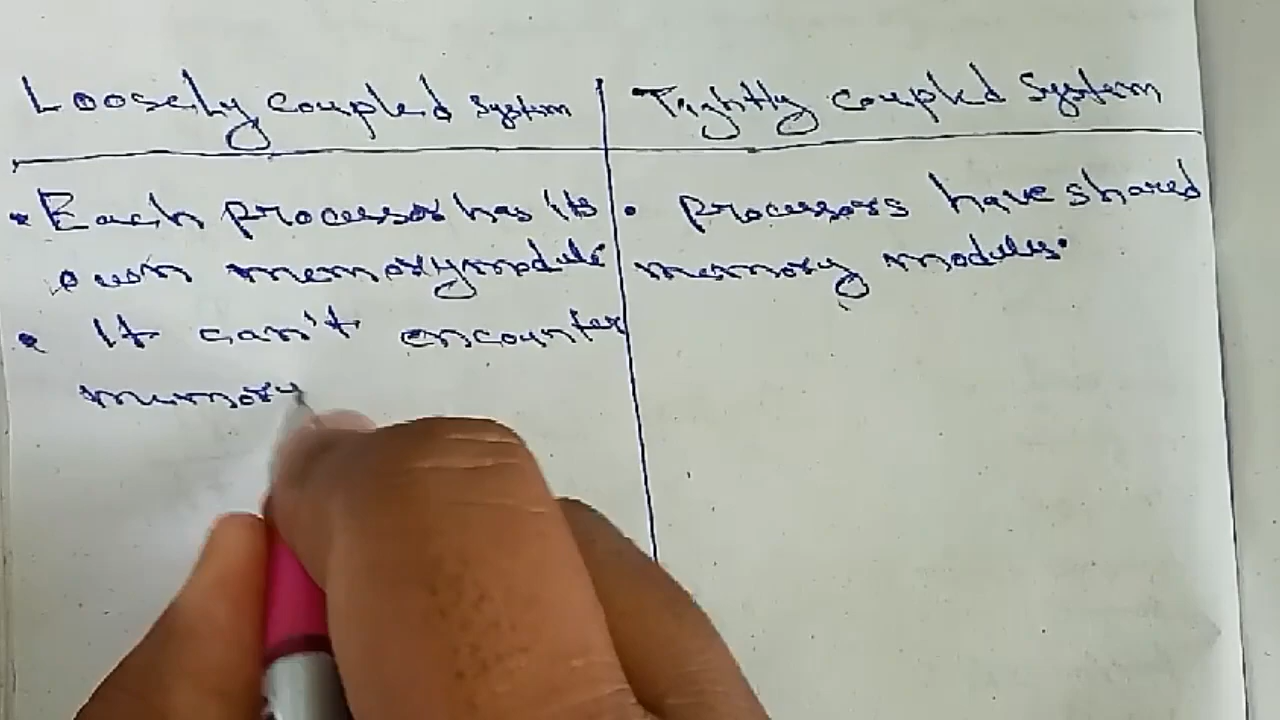 Loosely coupled system
Tightly coupled system
• Each processor has its
own memory module
• It can't encounter
memory
• Processors have shared
memory modules.